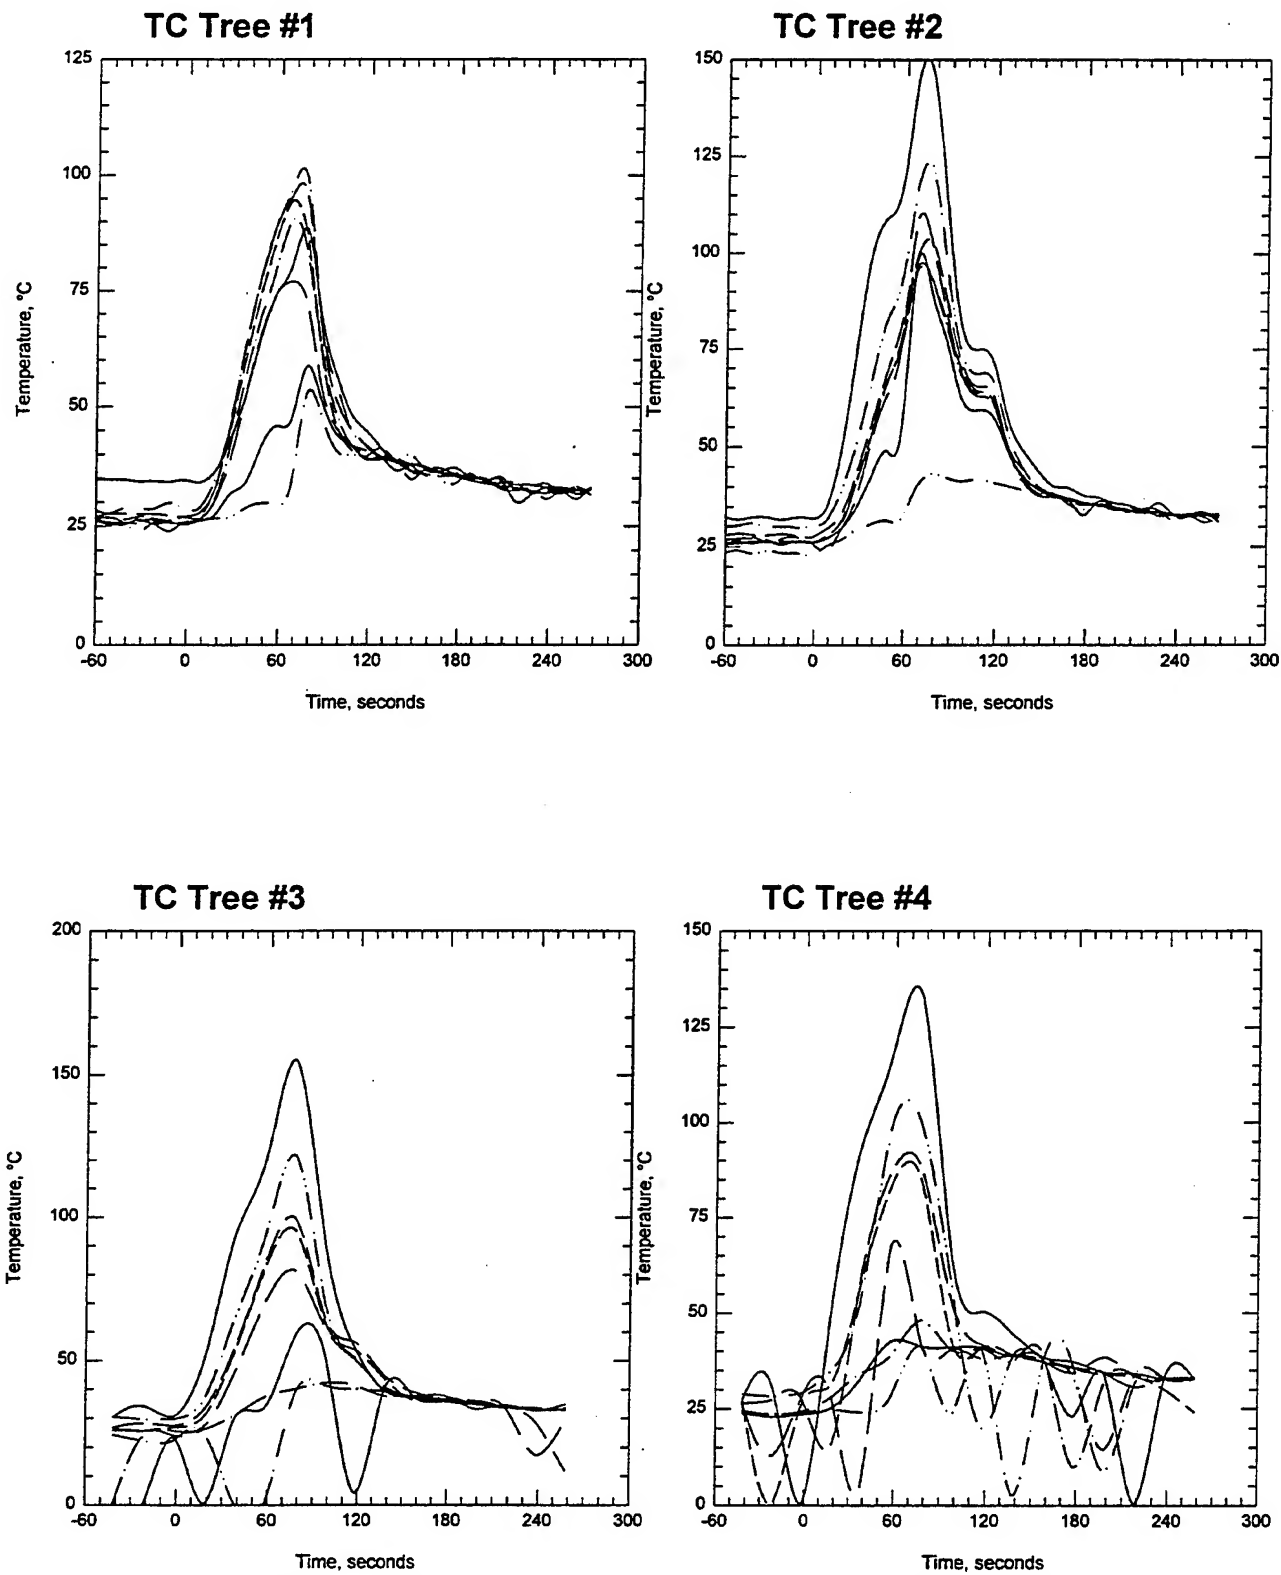 TC Tree #1
125
100
75
50
25
0
Temperature, °C
-60 0 60 120 180 240 300
Time, seconds
TC Tree #2
150
125
100
75
50
25
0
Temperature, °C
-60 0 60 120 180 240 300
Time, seconds
TC Tree #3
200
150
100
50
0
Temperature, °C
-60 0 60 120 180 240 300
Time, seconds
TC Tree #4
150
125
100
75
50
25
0
Temperature, °C
-60 0 60 120 180 240 300
Time, seconds